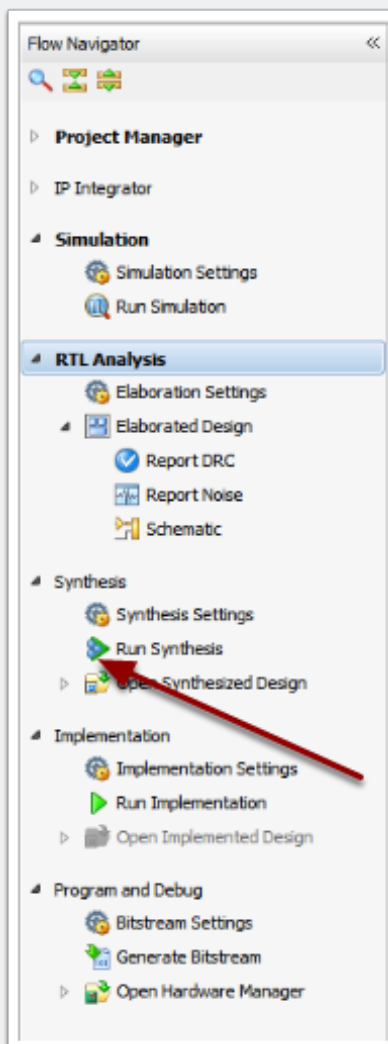 Flow Navigator
Project Manager
IP Integrator
Simulation
Simulation Settings
Run Simulation
RTL Analysis
Elaboration Settings
Elaborated Design
Report DRC
Report Noise
Schematic
Synthesis
Synthesis Settings
Run Synthesis
Open Synthesized Design
Implementation
Implementation Settings
Run Implementation
Open Implemented Design
Program and Debug
Bitstream Settings
Generate Bitstream
Open Hardware Manager